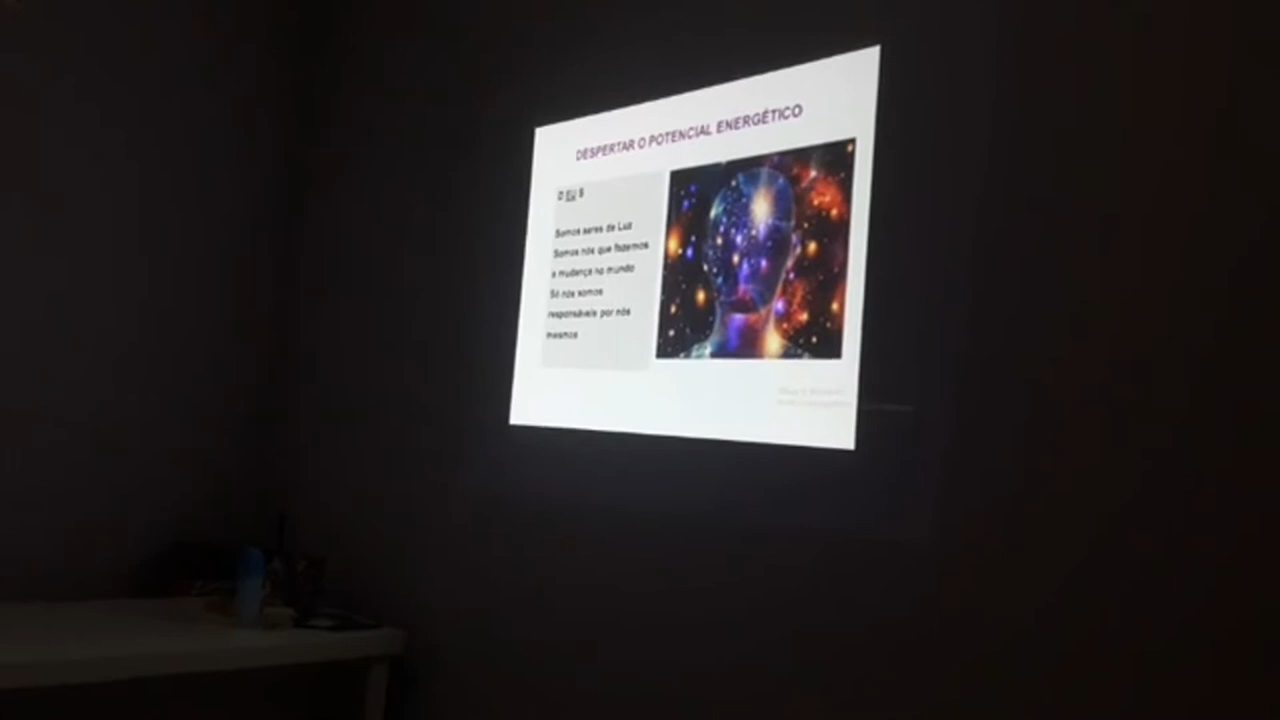 DESPERTAR O POTENCIAL ENERGÉTICO
D EU S
Somos seres de Luz
Somos nós que fazemos
a mudança no mundo
Só nós somos
responsáveis por nós
mesmos